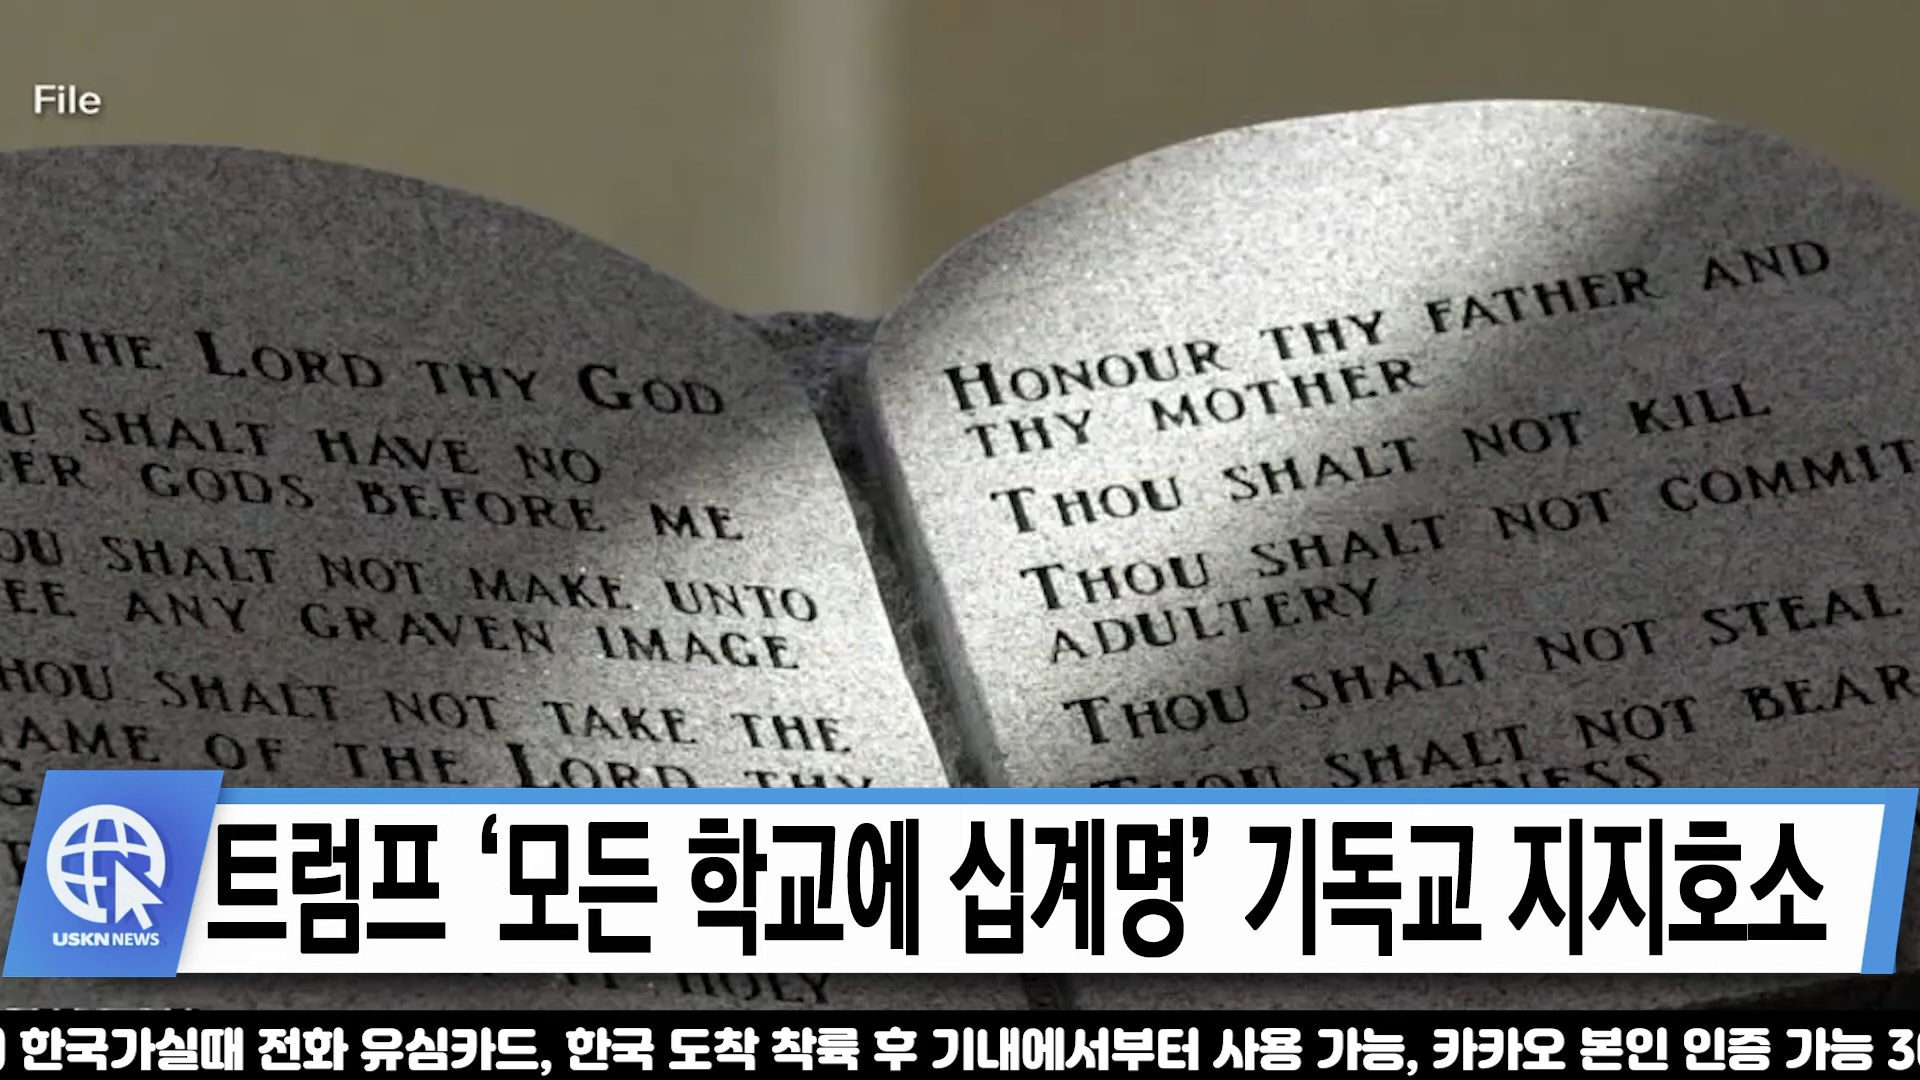 File
THE LORD THY GOD
SHALT HAVE NO
GODS BEFORE ME
SHALT NOT MAKE UNTO
ANY GRAVEN IMAGE
SHALT NOT TAKE THE
OF THE LORD THY
HOLY
HONOUR THY FATHER AND
THY MOTHER
THOU SHALT NOT KILL
THOU SHALT NOT COMMIT
ADULTERY
THOU SHALT NOT STEAL
THOU SHALT NOT BEAR
USKN NEWS
트럼프 ‘모든 학교에 십계명’ 기독교 지지호소
한국가실때 전화 유심카드, 한국 도착 착륙 후 기내에서부터 사용 가능, 카카오 본인 인증 가능